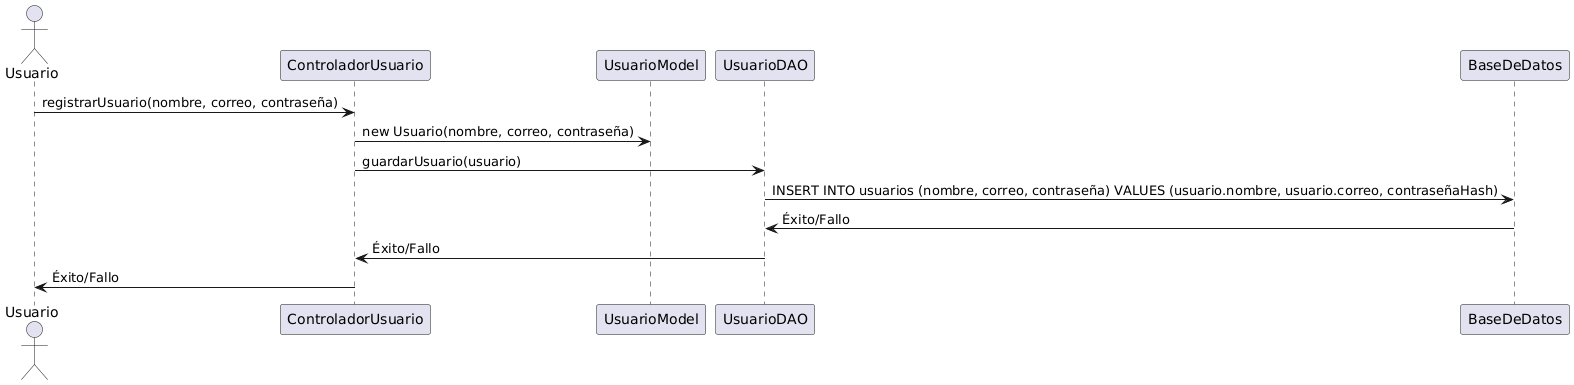 Usuario
ControladorUsuario
UsuarioModel
UsuarioDAO
BaseDeDatos
registrarUsuario(nombre, correo, contraseña)
new Usuario(nombre, correo, contraseña)
guardarUsuario(usuario)
INSERT INTO usuarios (nombre, correo, contraseña) VALUES (usuario.nombre, usuario.correo, contraseñaHash)
Éxito/Fallo
Éxito/Fallo
Éxito/Fallo
Usuario
ControladorUsuario
UsuarioModel
UsuarioDAO
BaseDeDatos